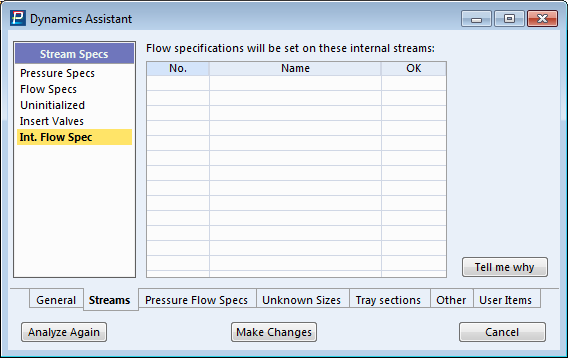 Dynamics Assistant
Stream Specs
Pressure Specs
Flow Specs
Uninitialized
Insert Valves
Int. Flow Spec
Flow specifications will be set on these internal streams:
No. Name OK
Tell me why
General Streams Pressure Flow Specs Unknown Sizes Tray sections Other User Items
Analyze Again Make Changes Cancel